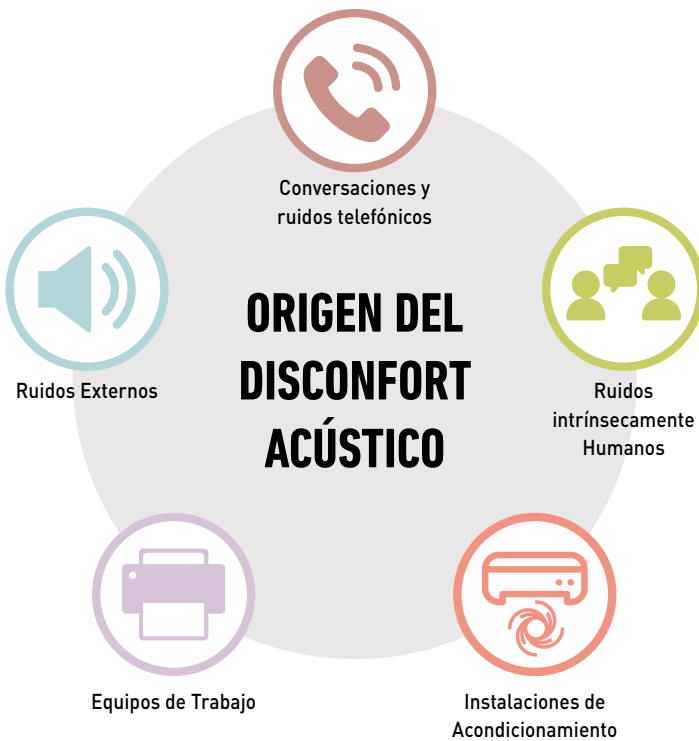 Conversaciones y
ruidos telefónicos
Ruidos Externos
ORIGEN DEL
DISCONFORT
ACÚSTICO
Ruidos
intrínsecamente
Humanos
Equipos de Trabajo
Instalaciones de
Acondicionamiento